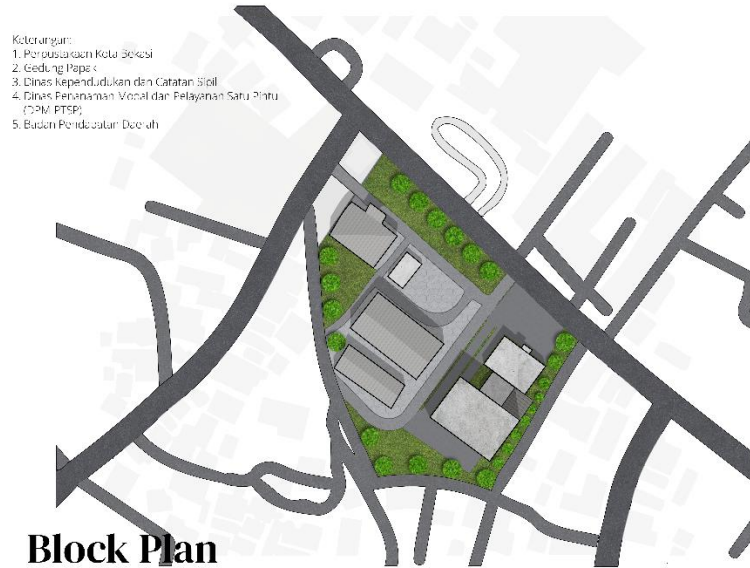 Keterangan:
1. Perpustakaan Kota Bekasi
2. Gedung Papak
3. Dinas Kependudukan dan Catatan Sipil
4. Dinas Penanaman Modal dan Pelayanan Satu Pintu
(DPM PTSP)
5. Badan Pendapatan Daerah
Block Plan